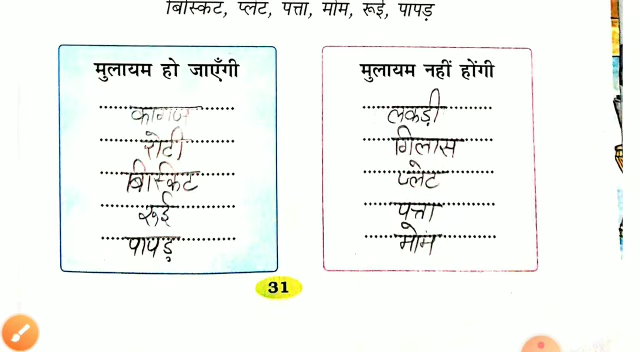 बिस्किट, प्लेट, पत्ता, मोम, रूई, पापड़
मुलायम हो जाएँगी
कागज
रोटी
बिस्किट
रूई
पापड़
मुलायम नहीं होंगी
लकड़ी
गिलास
प्लेट
पत्ता
मोम
31